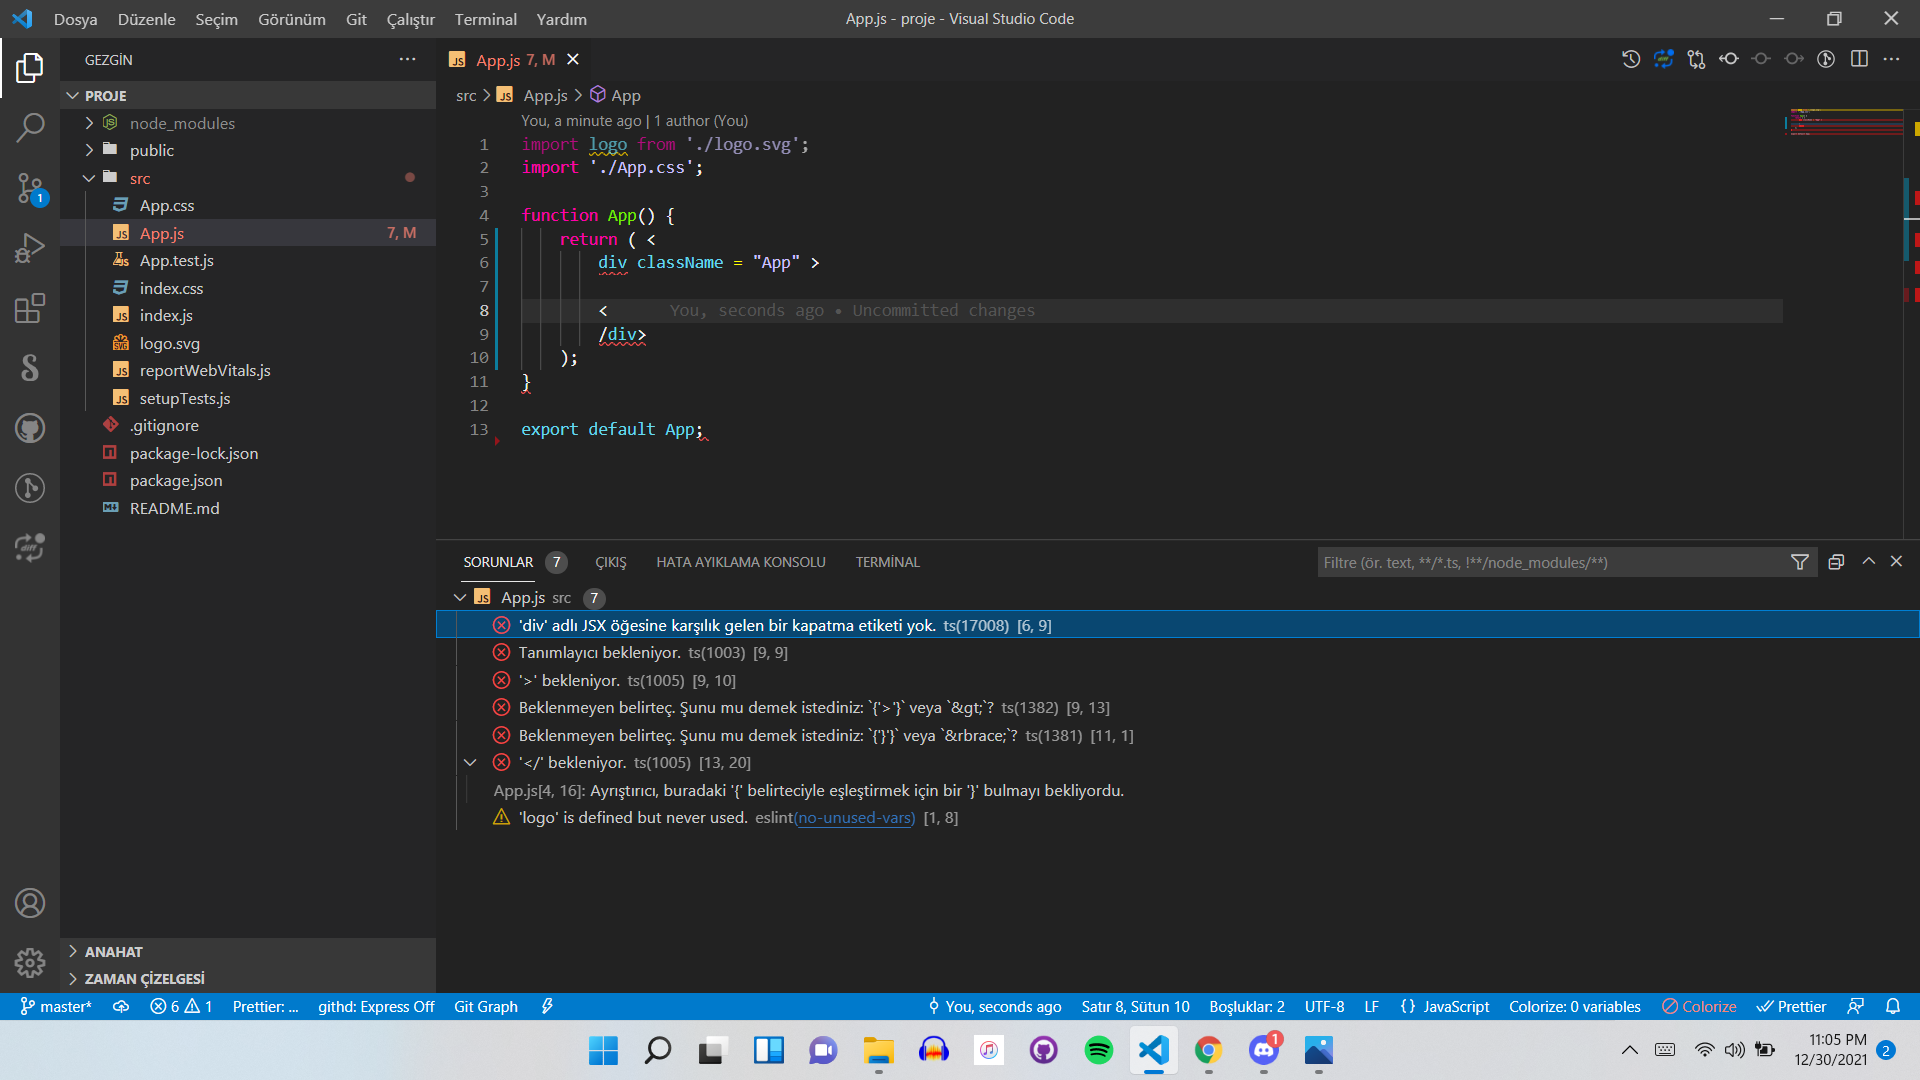 Dosya Düzenle Seçim Görünüm Git Çalıştır Terminal Yardım
App.js - proje - Visual Studio Code
GEZGİN
PROJE
node_modules
public
src
App.css
App.js 7, M
App.test.js
index.css
index.js
logo.svg
reportWebVitals.js
setupTests.js
.gitignore
package-lock.json
package.json
README.md
ANAHAT
ZAMAN ÇİZELGESİ
1
App.js 7, M
src > App.js > App
You, a minute ago | 1 author (You)
1 import logo from './logo.svg';
2 import './App.css';
3
4 function App() {
5 return ( <
6 div className = "App" >
7
8 < You, seconds ago • Uncommitted changes
9 /div>
10 );
11 }
12
13 export default App;
SORUNLAR 7 ÇIKIŞ HATA AYIKLAMA KONSOLU TERMİNAL
Filtre (ör. text, **/*.ts, !**/node_modules/**)
App.js src 7
'div' adlı JSX öğesine karşılık gelen bir kapatma etiketi yok. ts(17008) [6, 9]
Tanımlayıcı bekleniyor. ts(1003) [9, 9]
'>' bekleniyor. ts(1005) [9, 10]
Beklenmeyen belirteç. Şunu mu demek istediniz: `{'>'}` veya `&gt;`? ts(1382) [9, 13]
Beklenmeyen belirteç. Şunu mu demek istediniz: `{'}'}` veya `&rbrace;`? ts(1381) [11, 1]
'</' bekleniyor. ts(1005) [13, 20]
App.js[4, 16]: Ayrıştırıcı, buradaki '{' belirteciyle eşleştirmek için bir '}' bulmayı bekliyordu.
'logo' is defined but never used. eslint(no-unused-vars) [1, 8]
master* 6 1 Prettier: ... githd: Express Off Git Graph
You, seconds ago Satır 8, Sütun 10 Boşluklar: 2 UTF-8 LF {} JavaScript Colorize: 0 variables Colorize Prettier
1
11:05 PM
12/30/2021
2